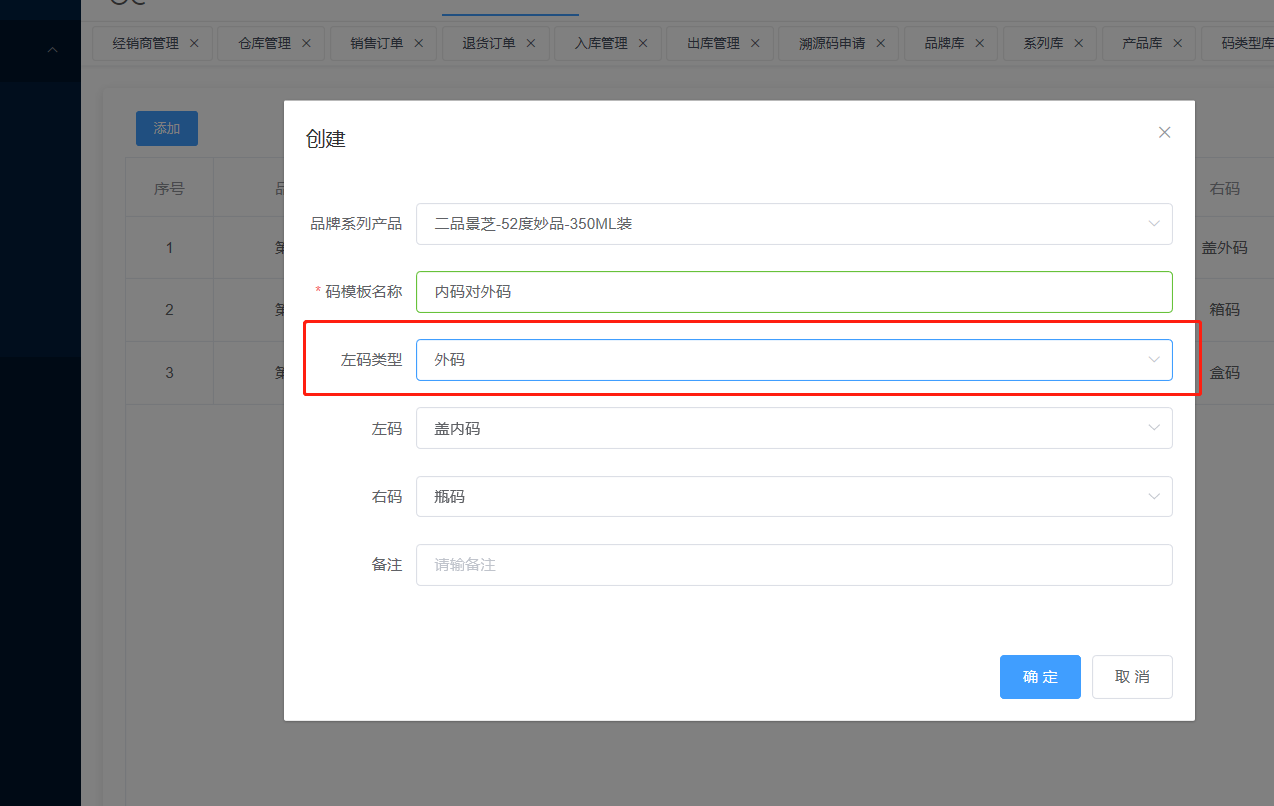 经销商管理 × 仓库管理 × 销售订单 × 退货订单 × 入库管理 × 出库管理 × 溯源码申请 × 品牌库 × 系列库 × 产品库 × 码类型库
添加
创建
×
序号 右码
品牌系列产品 二品景芝-52度妙品-350ML装
1 盖外码
* 码模板名称 内码对外码
2 箱码
左码类型 外码
3 盒码
左码 盖内码
右码 瓶码
备注 请输备注
确 定 取 消